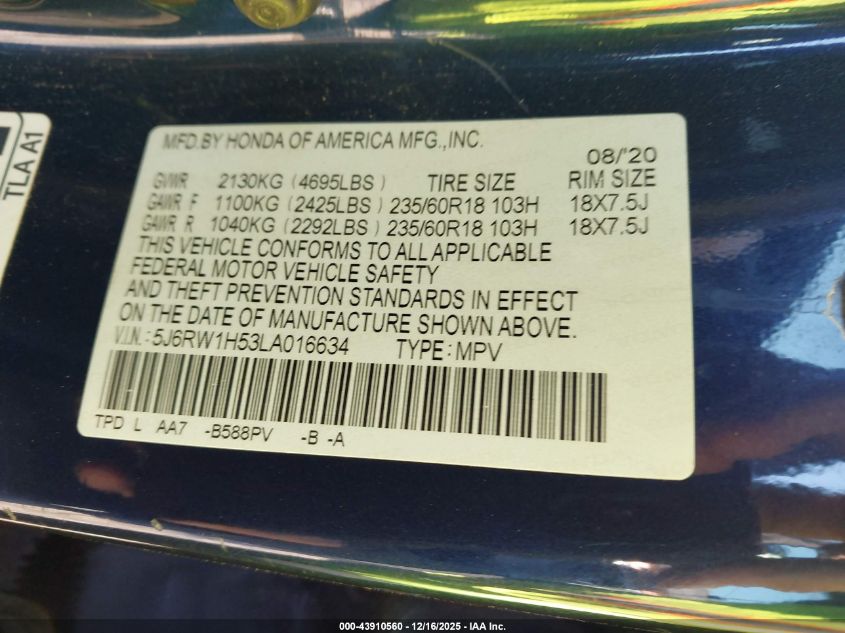 TLA A1
MFD. BY HONDA OF AMERICA MFG., INC.
08/'20
GVWR 2130KG (4695LBS) TIRE SIZE RIM SIZE
GAWR F 1100KG (2425LBS) 235/60R18 103H 18X7.5J
GAWR R 1040KG (2292LBS) 235/60R18 103H 18X7.5J
THIS VEHICLE CONFORMS TO ALL APPLICABLE
FEDERAL MOTOR VEHICLE SAFETY
AND THEFT PREVENTION STANDARDS IN EFFECT
ON THE DATE OF MANUFACTURE SHOWN ABOVE.
V.I.N.: 5J6RW1H53LA016634 TYPE: MPV
TPD L AA7 -B588PV -B -A
000-43910560 - 12/16/2025 - IAA Inc.